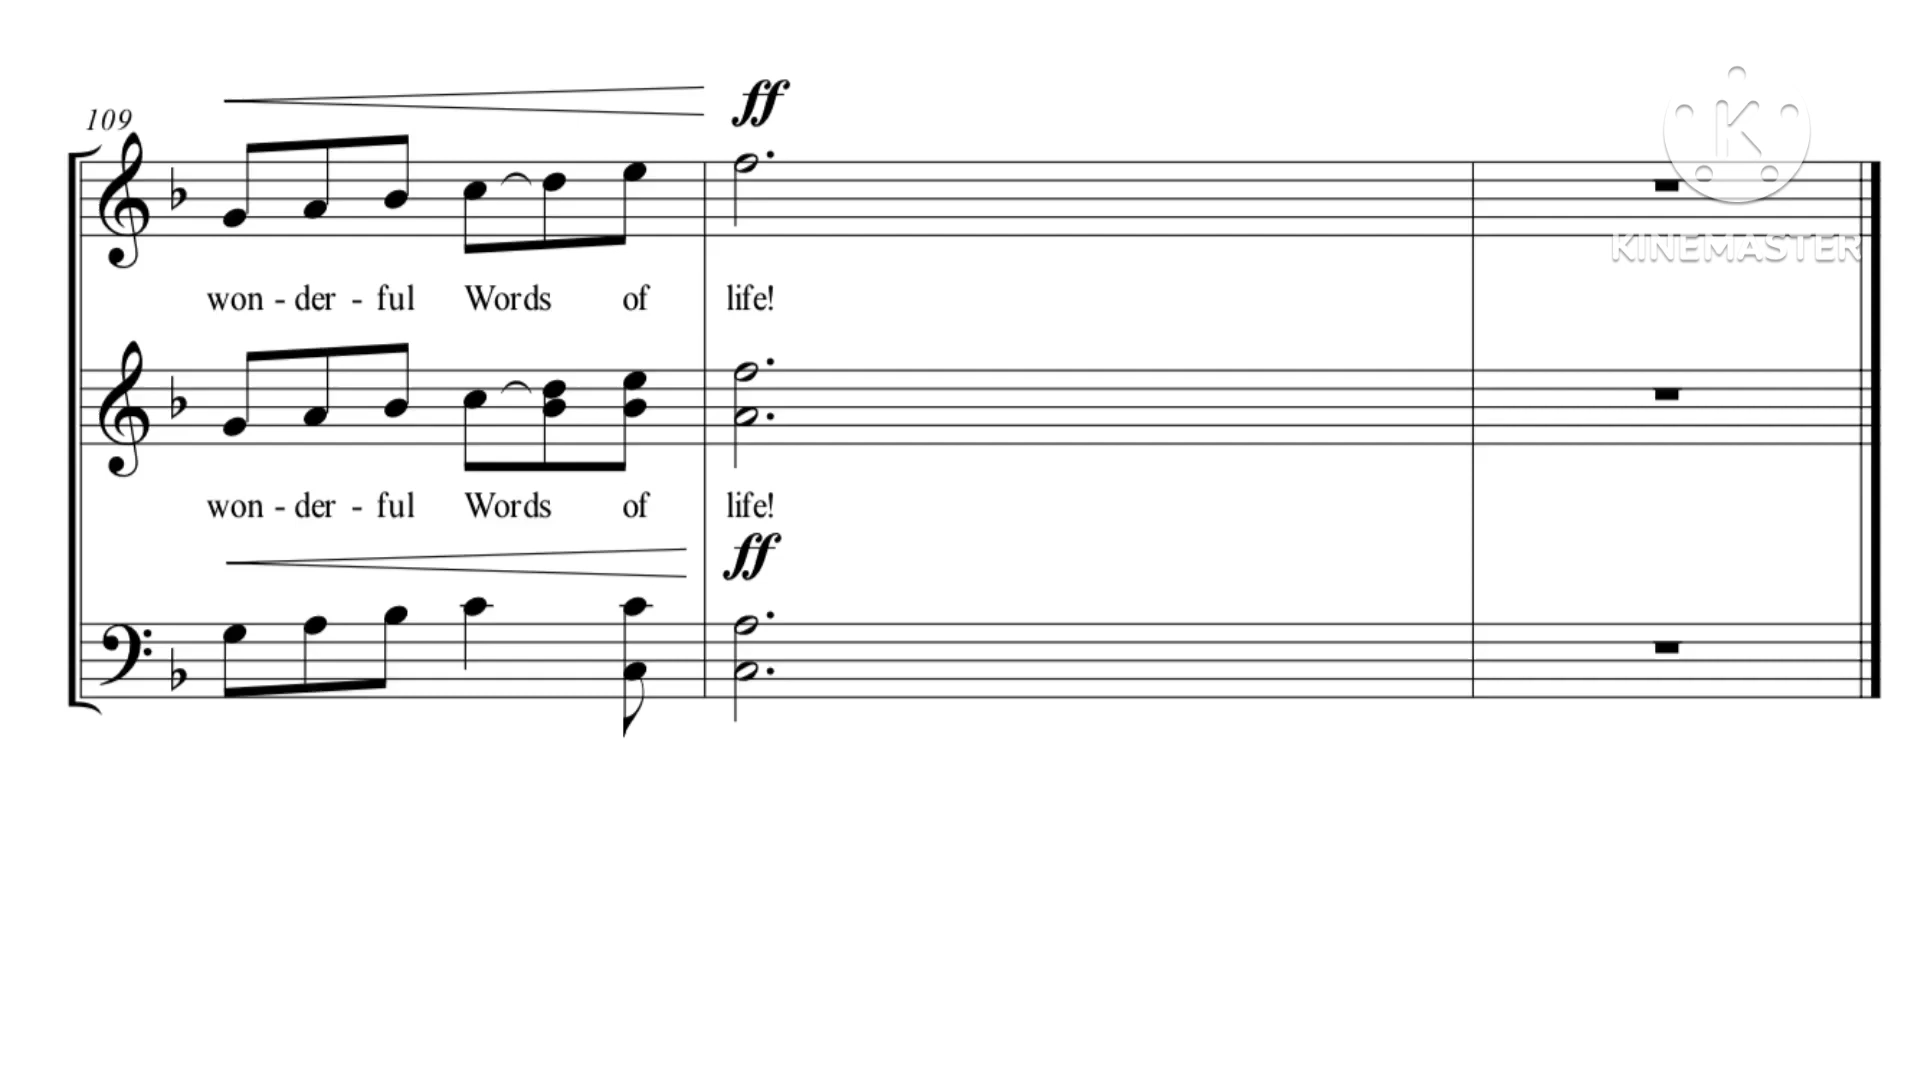 ff
109
K
KINEMASTER
won - der - ful Words of life!
won - der - ful Words of life!
ff